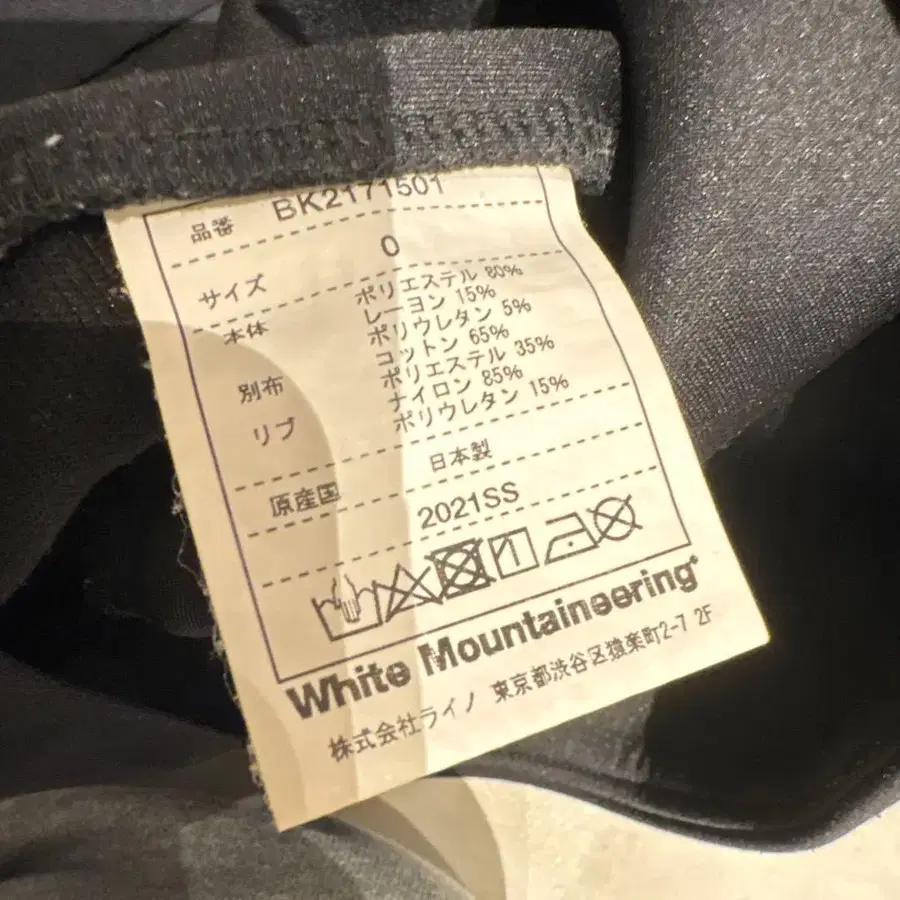 品番 BK2171501
サイズ 0
本体 ポリエステル 80%
レーヨン 15%
ポリウレタン 5%
別布 コットン 65%
ポリエステル 35%
リブ ナイロン 85%
ポリウレタン 15%
原産国 日本製
2021SS
White Mountaineering
株式会社ライノ 東京都渋谷区猿楽町2-7 2F